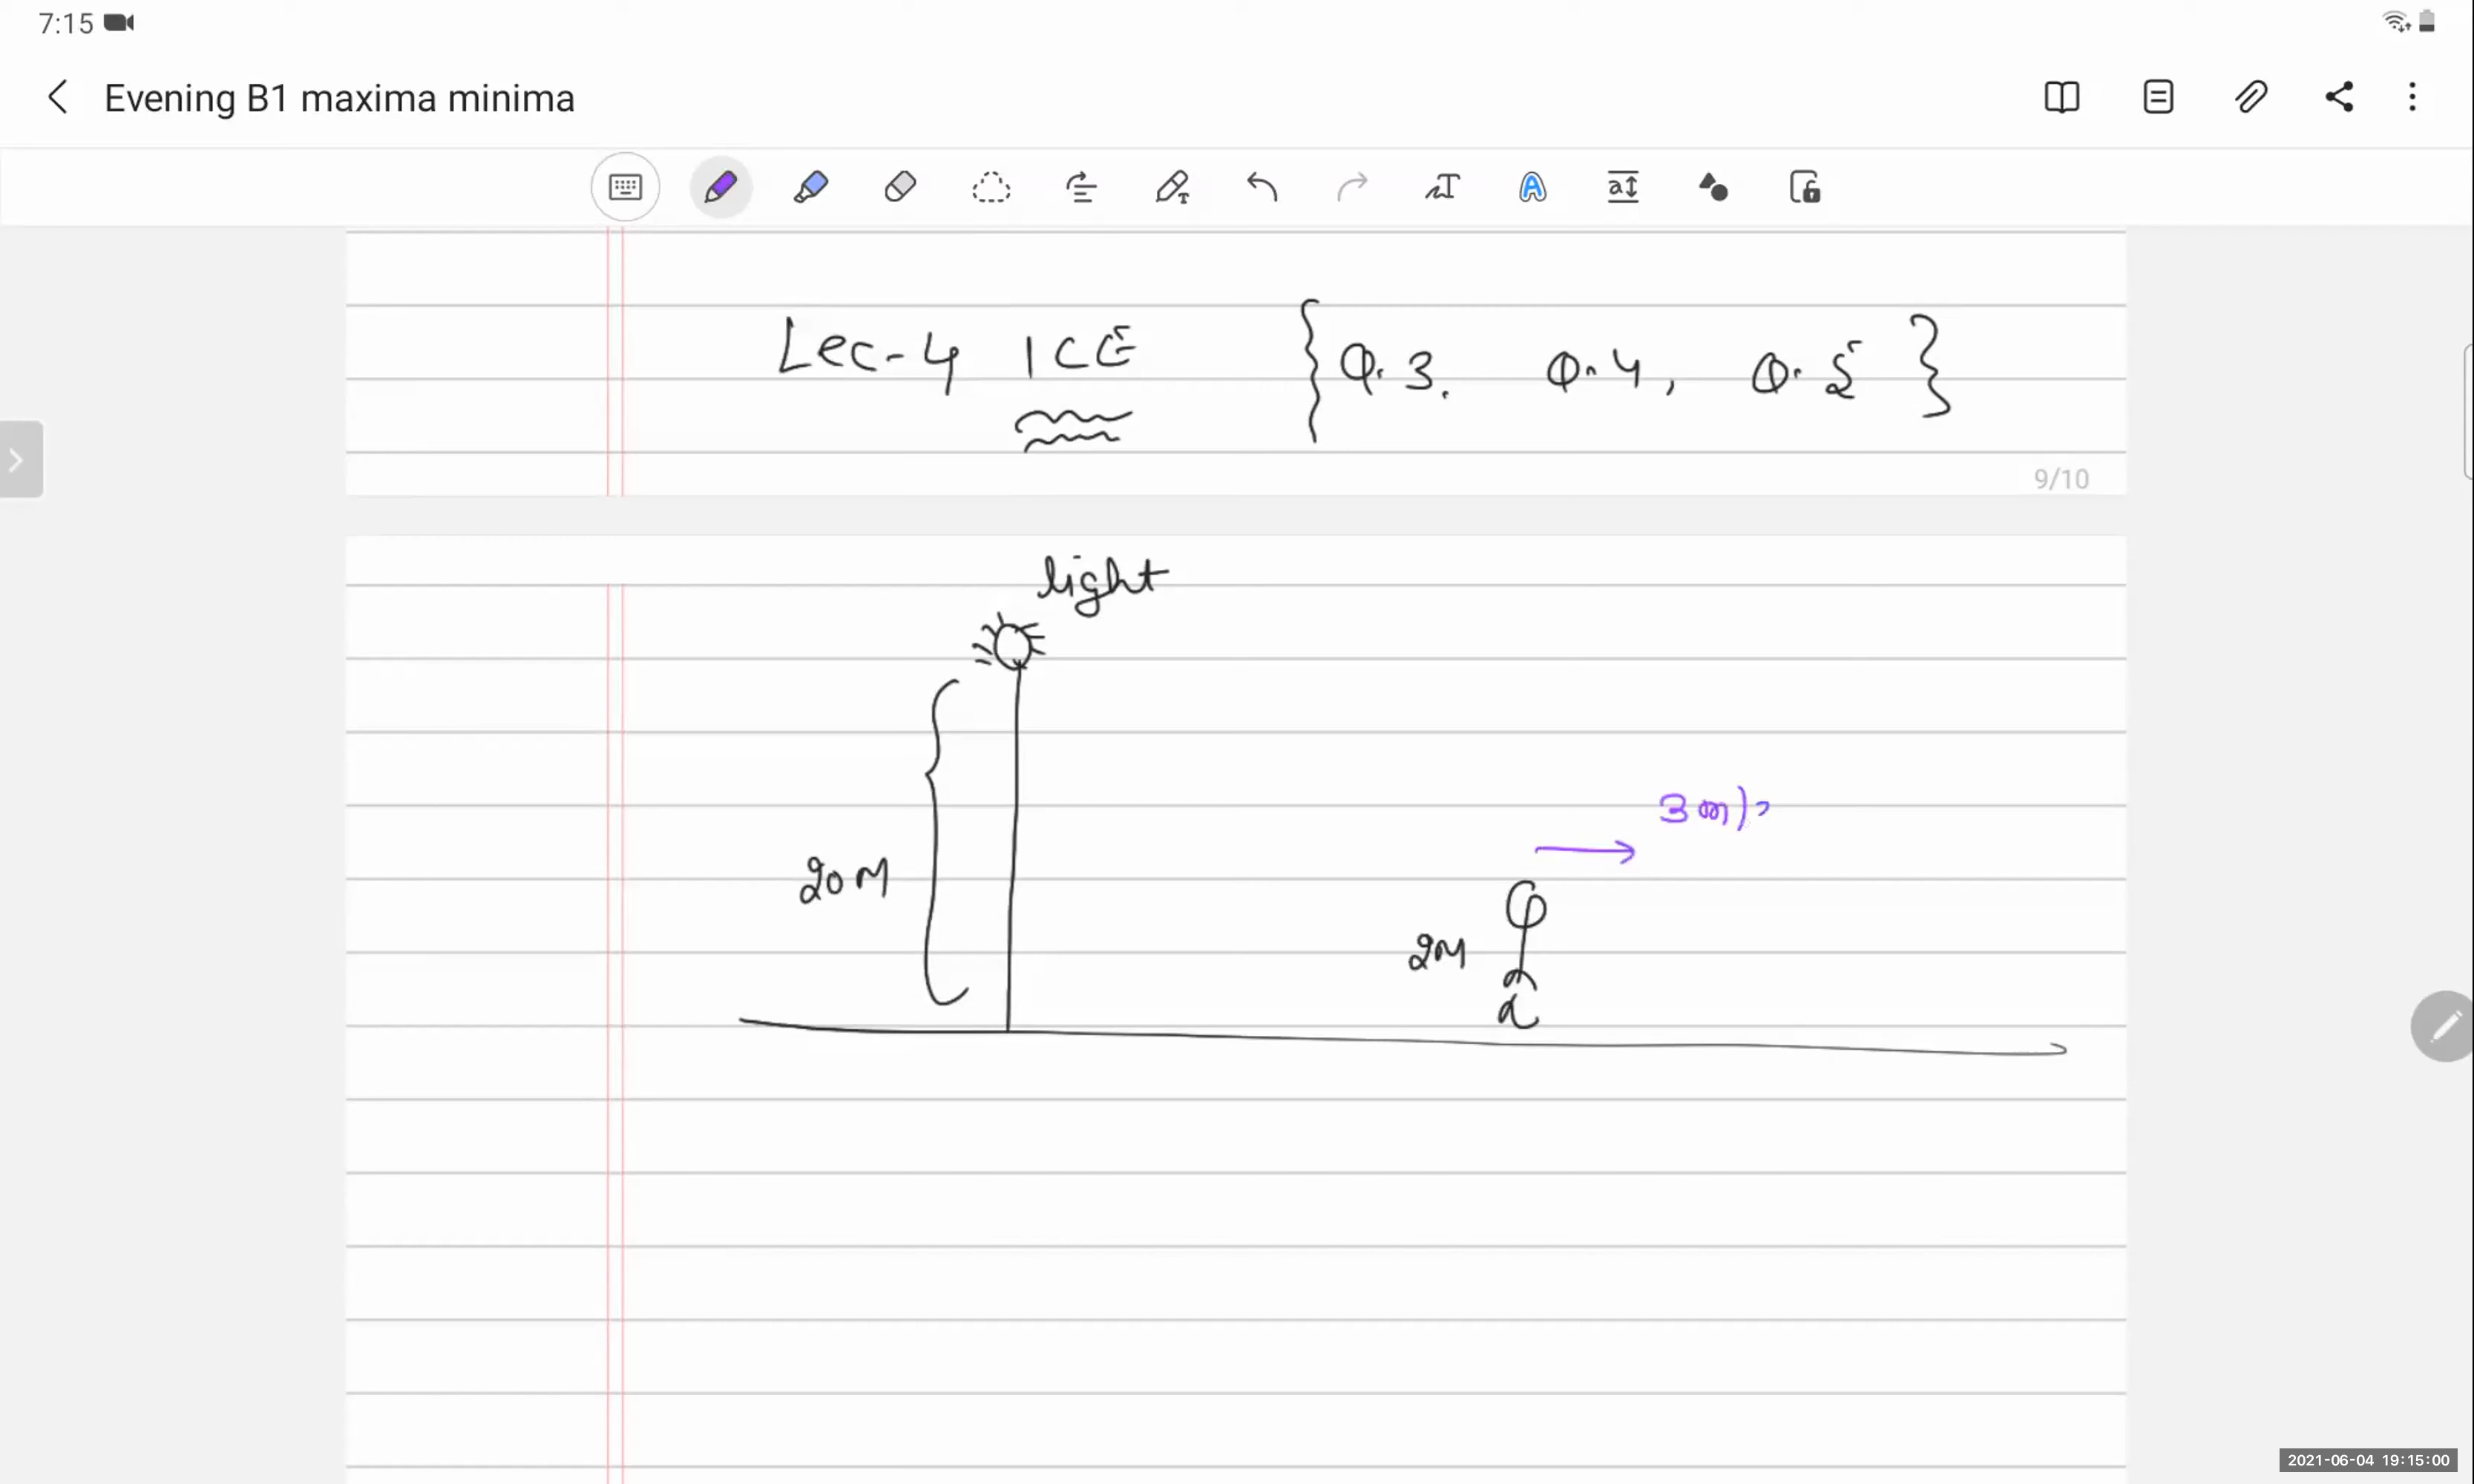 7:15
Evening B1 maxima minima
Lec-4 ICE { Q.3. Q.4, Q.5 }
9/10
light
3m/s
20M
2M
2021-06-04 19:15:00